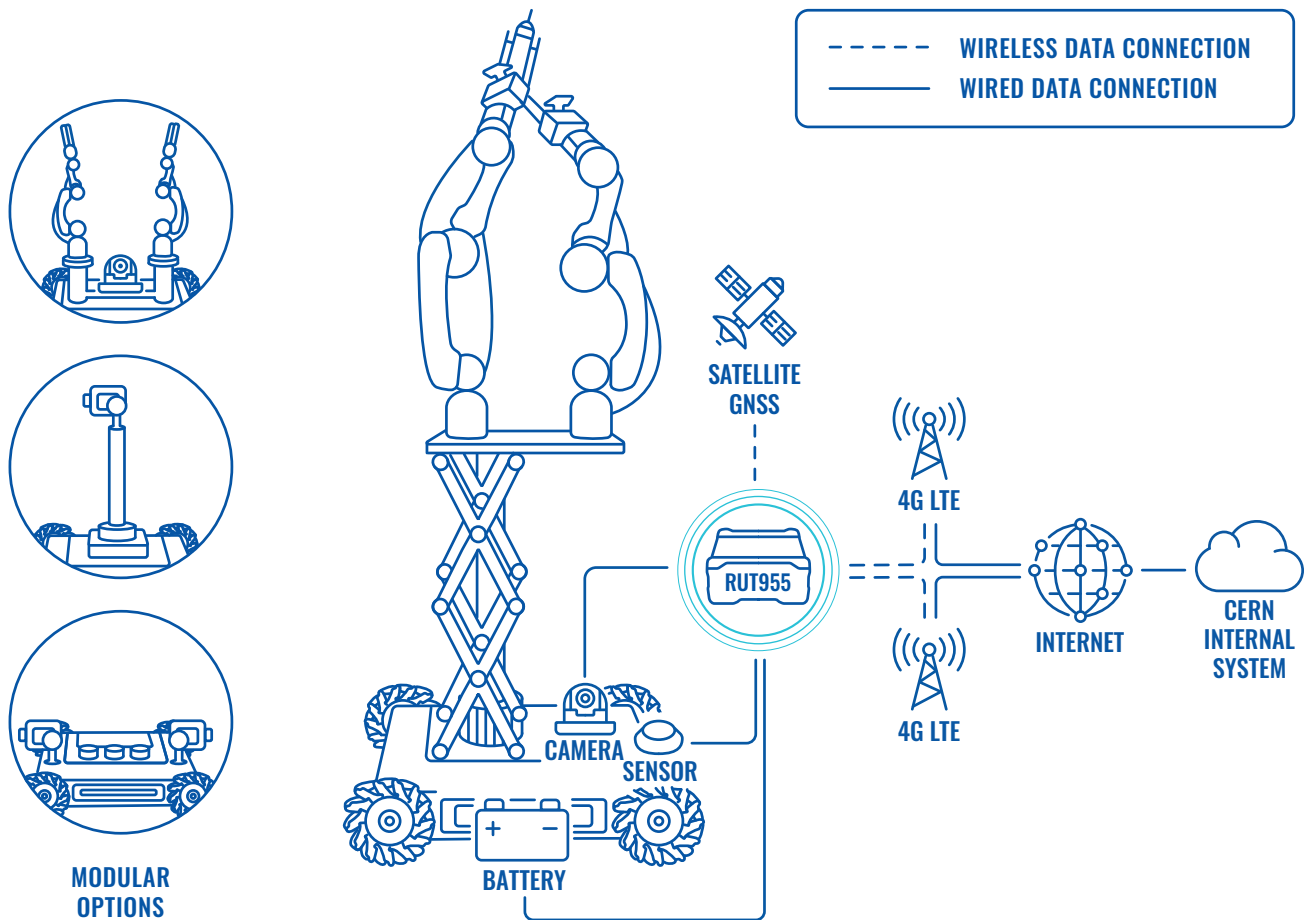 WIRELESS DATA CONNECTION
WIRED DATA CONNECTION
SATELLITE
GNSS
4G LTE
RUT955
INTERNET
CERN
INTERNAL
SYSTEM
4G LTE
CAMERA
SENSOR
+ −
BATTERY
MODULAR
OPTIONS